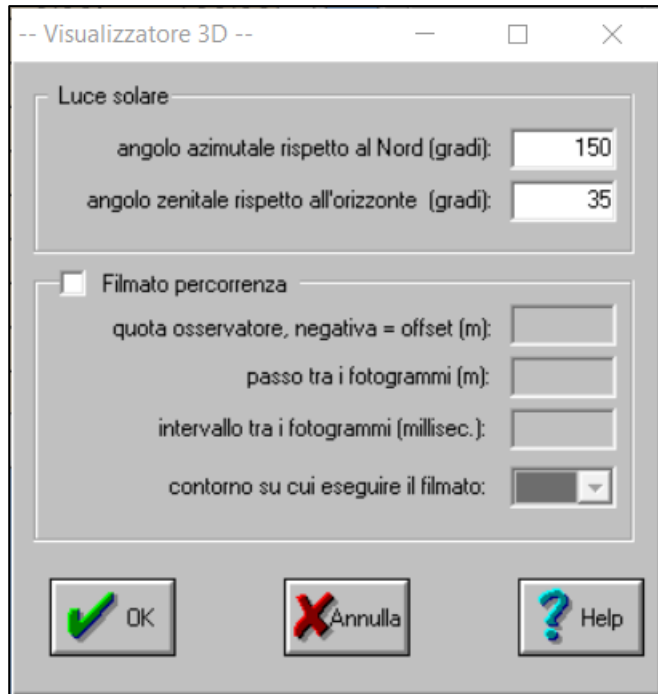 -- Visualizzatore 3D --
Luce solare
angolo azimutale rispetto al Nord (gradi): 150
angolo zenitale rispetto all'orizzonte (gradi): 35
Filmato percorrenza
quota osservatore, negativa = offset (m):
passo tra i fotogrammi (m):
intervallo tra i fotogrammi (millisec.):
contorno su cui eseguire il filmato:
OK Annulla Help